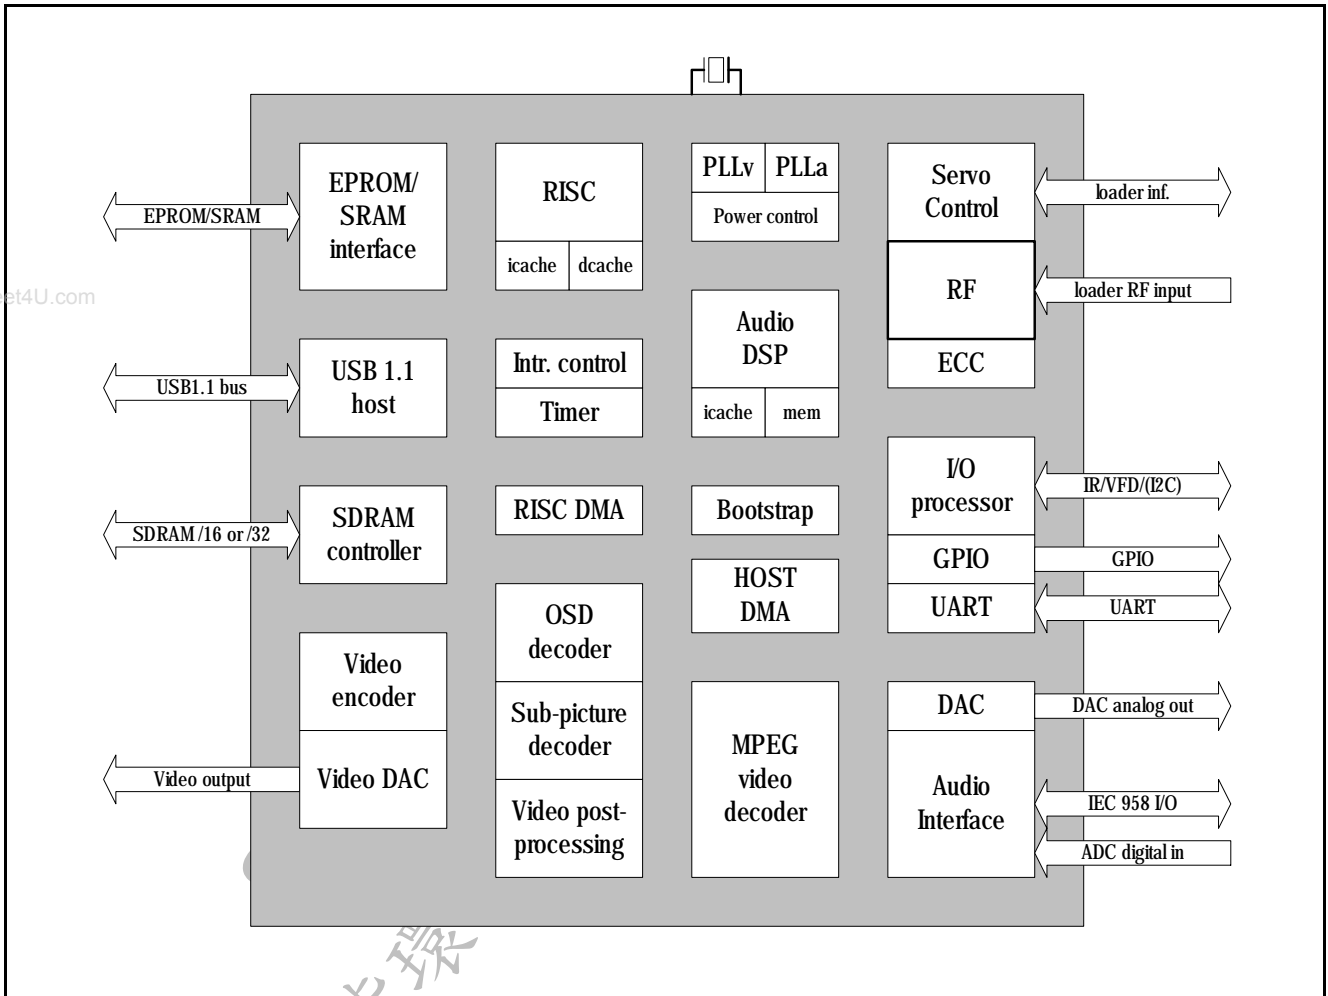 EPROM/SRAM
et4U.com
USB1.1 bus
SDRAM/16 or /32
Video output
EPROM/
SRAM
interface
USB 1.1
host
SDRAM
controller
Video
encoder
Video DAC
RISC
icache
dcache
Intr. control
Timer
RISC DMA
OSD
decoder
Sub-picture
decoder
Video post-
processing
PLLv
PLLa
Power control
Audio
DSP
icache
mem
Bootstrap
HOST
DMA
MPEG
video
decoder
Servo
Control
RF
ECC
I/O
processor
GPIO
UART
DAC
Audio
Interface
loader inf.
loader RF input
IR/VFD/(I2C)
GPIO
UART
DAC analog out
IEC 958 I/O
ADC digital in
環